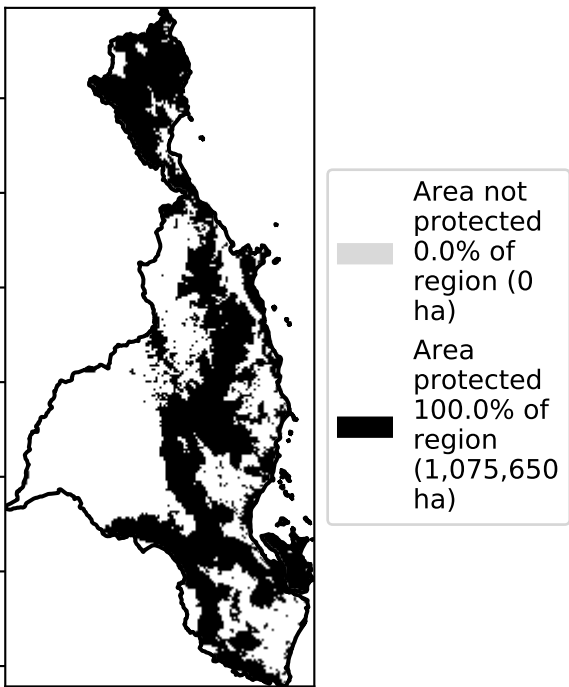 Area not
protected
0.0% of
region (0
ha)
Area
protected
100.0% of
region
(1,075,650
ha)